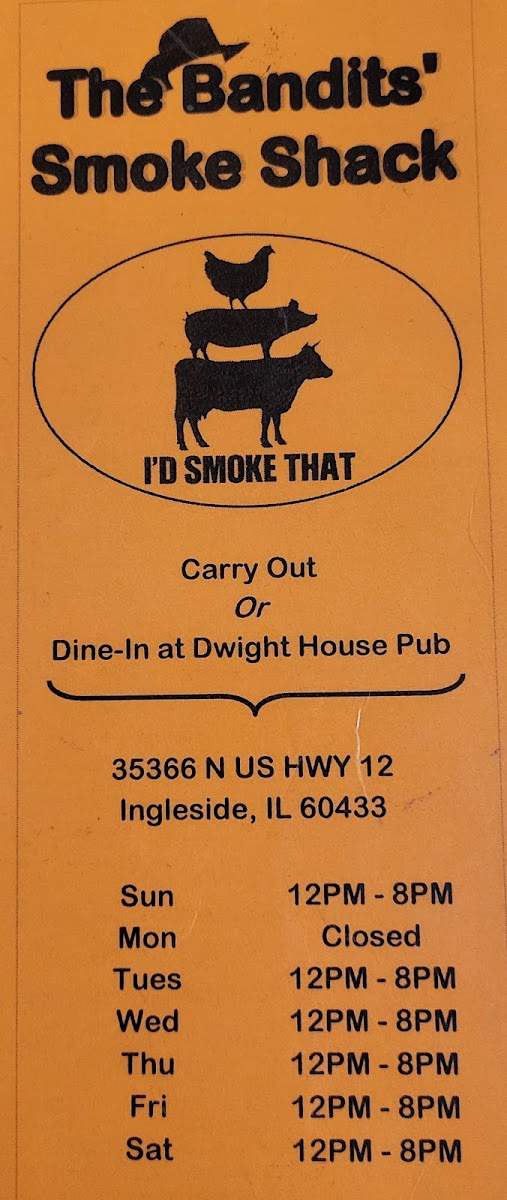 The Bandits'
Smoke Shack
I'D SMOKE THAT
Carry Out
Or
Dine-In at Dwight House Pub
35366 N US HWY 12
Ingleside, IL 60433
Sun 12PM - 8PM
Mon Closed
Tues 12PM - 8PM
Wed 12PM - 8PM
Thu 12PM - 8PM
Fri 12PM - 8PM
Sat 12PM - 8PM